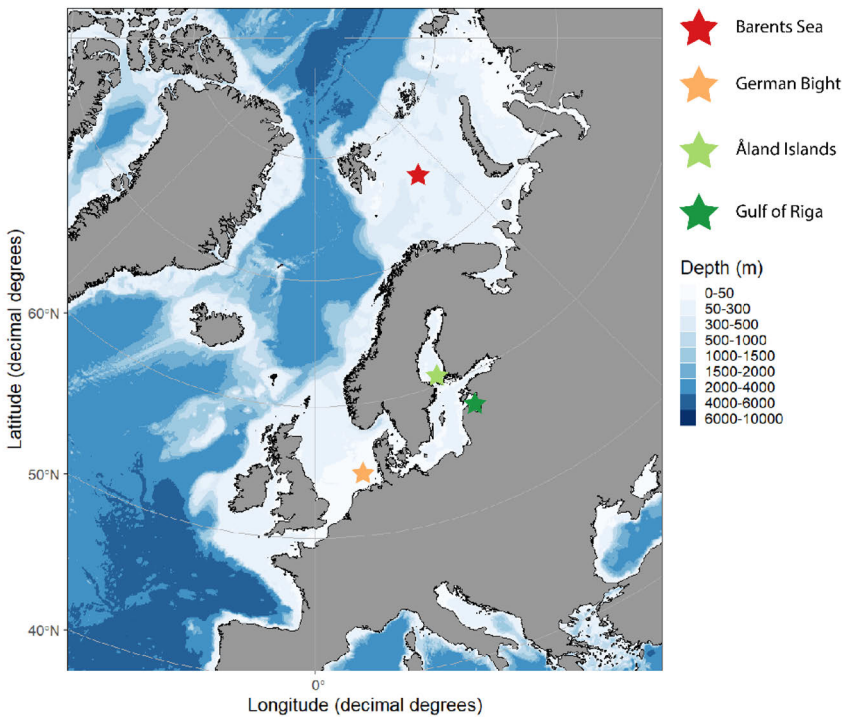 Barents Sea
German Bight
Åland Islands
Gulf of Riga
Depth (m)
0-50
50-300
300-500
500-1000
1000-1500
1500-2000
2000-4000
4000-6000
6000-10000
Latitude (decimal degrees)
60°N
50°N
40°N
0°
Longitude (decimal degrees)